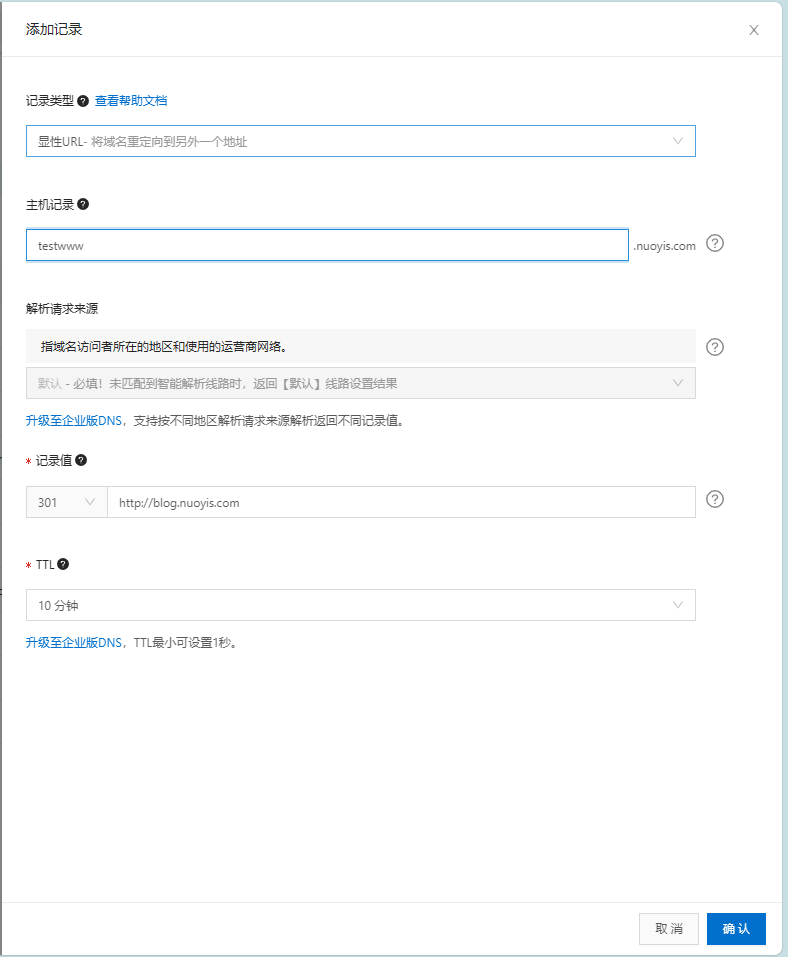 添加记录
记录类型 查看帮助文档
显性URL- 将域名重定向到另外一个地址
主机记录
testwww .nuoyis.com
解析请求来源
指域名访问者所在的地区和使用的运营商网络。
默认 - 必填！未匹配到智能解析线路时，返回【默认】线路设置结果
升级至企业版DNS，支持按不同地区解析请求来源解析返回不同记录值。
* 记录值
301 http://blog.nuoyis.com
* TTL
10 分钟
升级至企业版DNS，TTL最小可设置1秒。
取消 确认